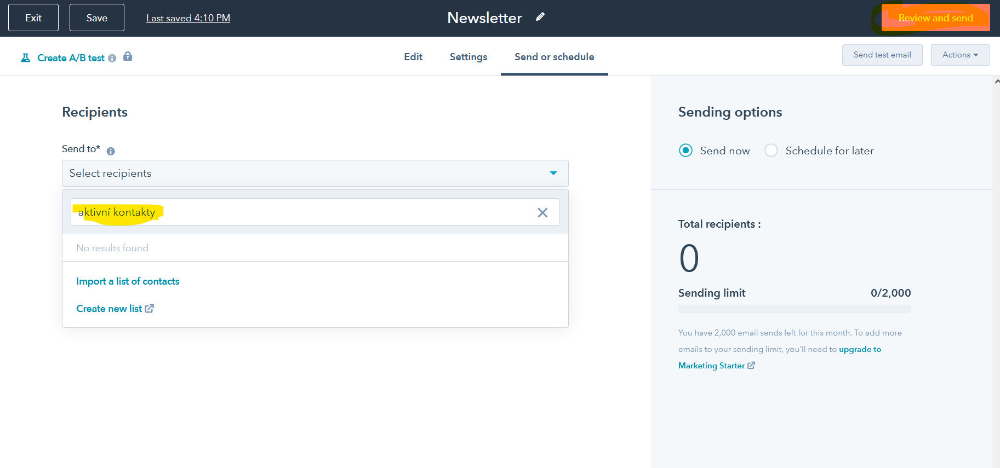 Exit
Save
Last saved 4:10 PM
Newsletter
Review and send
Create A/B test
Edit
Settings
Send or schedule
Send test email
Actions
Recipients
Send to*
Select recipients
aktivní kontakty
No results found
Import a list of contacts
Create new list
Sending options
Send now
Schedule for later
Total recipients :
0
Sending limit 0/2,000
You have 2,000 email sends left for this month. To add more
emails to your sending limit, you'll need to upgrade to
Marketing Starter